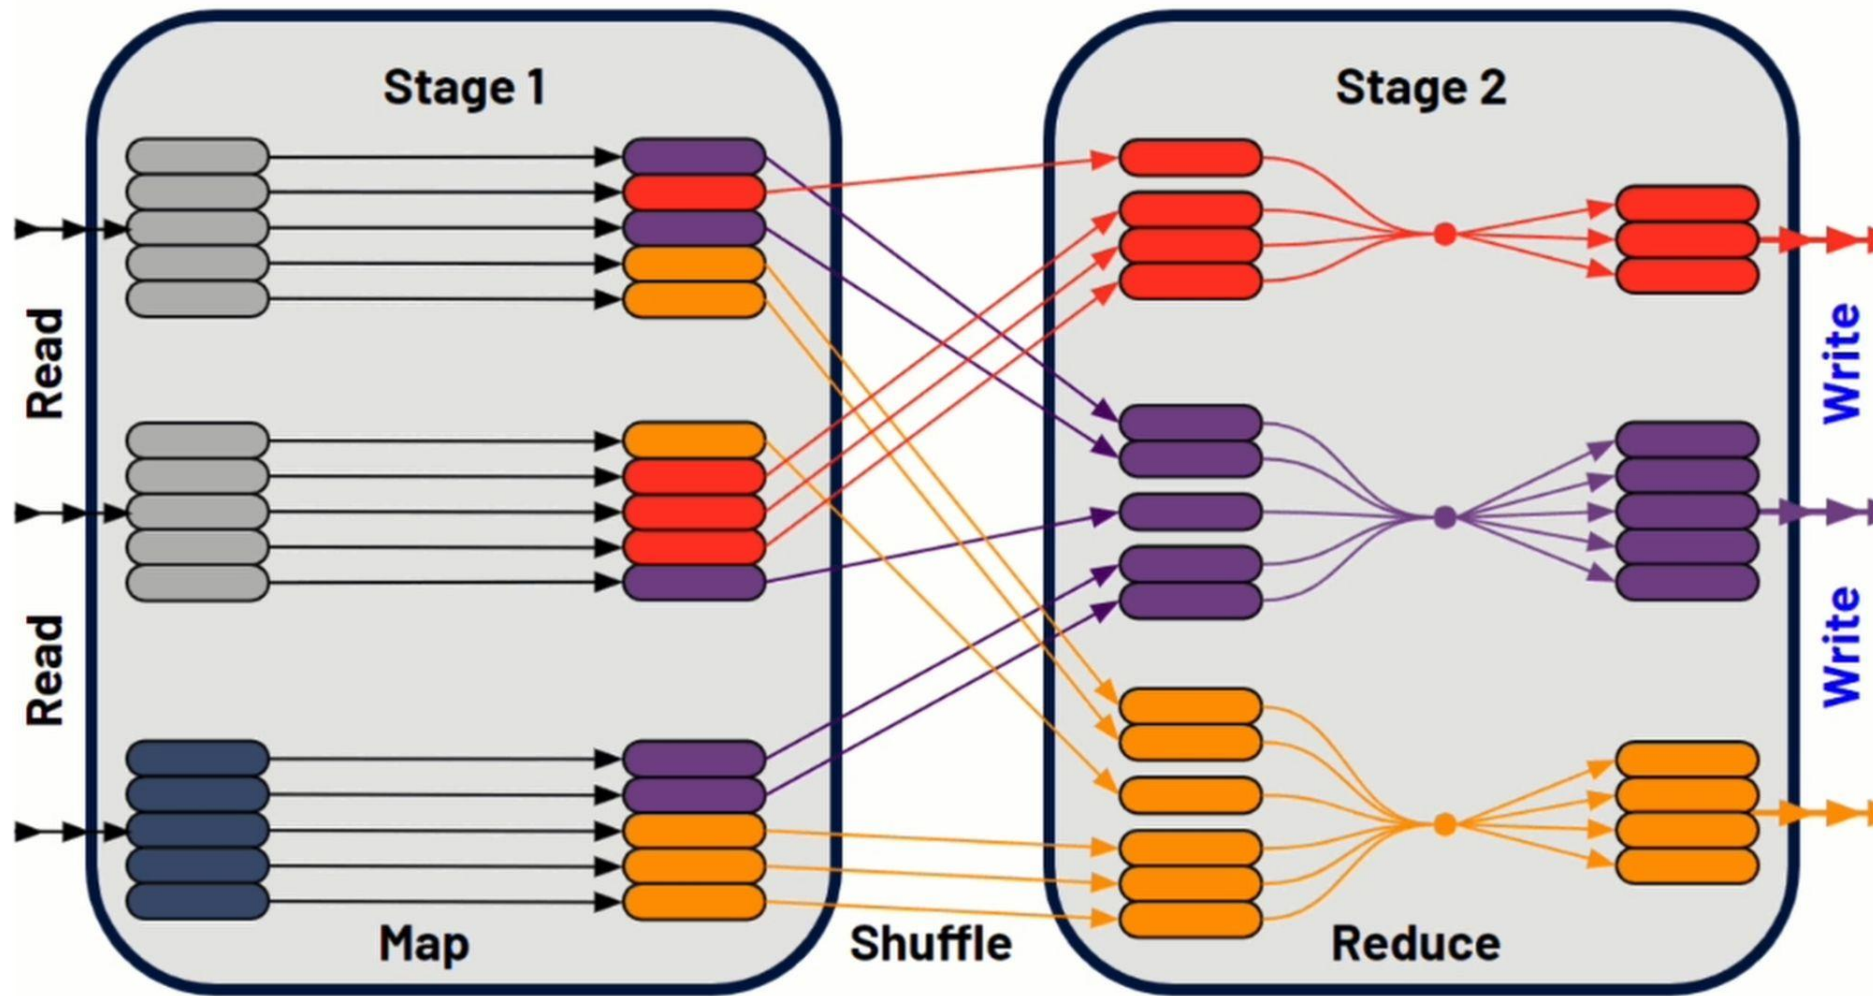 Stage 1
Stage 2
Read
Write
Read
Write
Map
Shuffle
Reduce